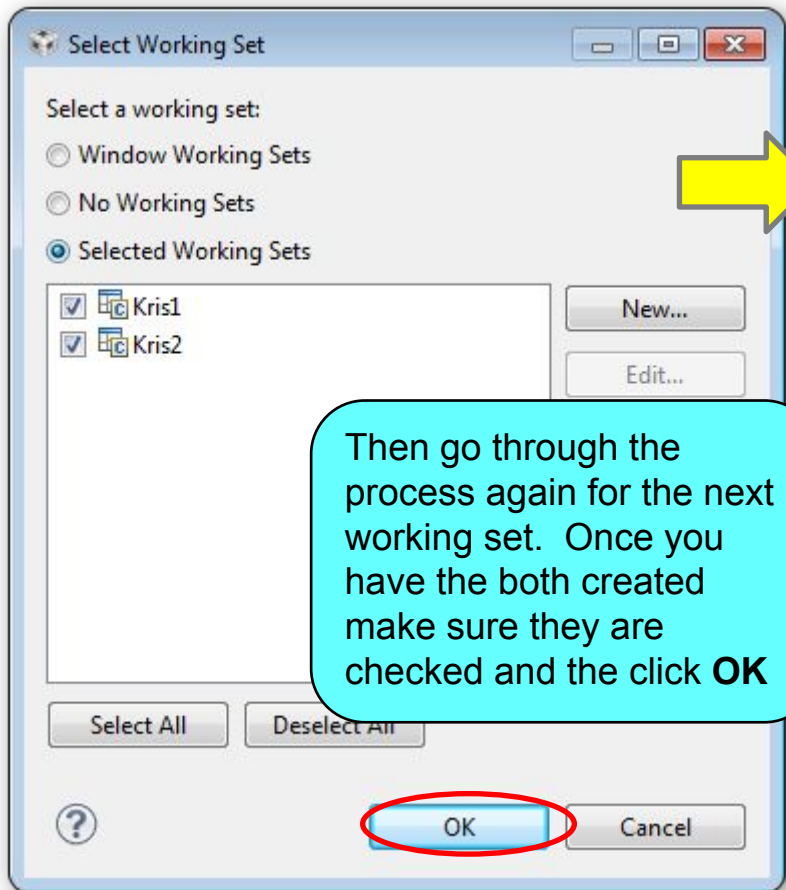 Select Working Set
Select a working set:
Window Working Sets
No Working Sets
Selected Working Sets
Kris1
Kris2
New...
Edit...
Then go through the
process again for the next
working set. Once you
have the both created
make sure they are
checked and the click OK
Select All
Deselect All
?
OK
Cancel